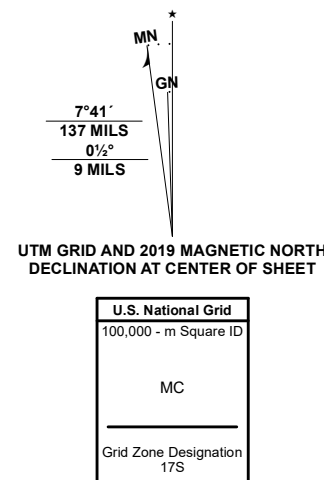 ★
MN
GN
7°41´
137 MILS
0½°
9 MILS
UTM GRID AND 2019 MAGNETIC NORTH
DECLINATION AT CENTER OF SHEET
U.S. National Grid
100,000 - m Square ID
MC
Grid Zone Designation
17S